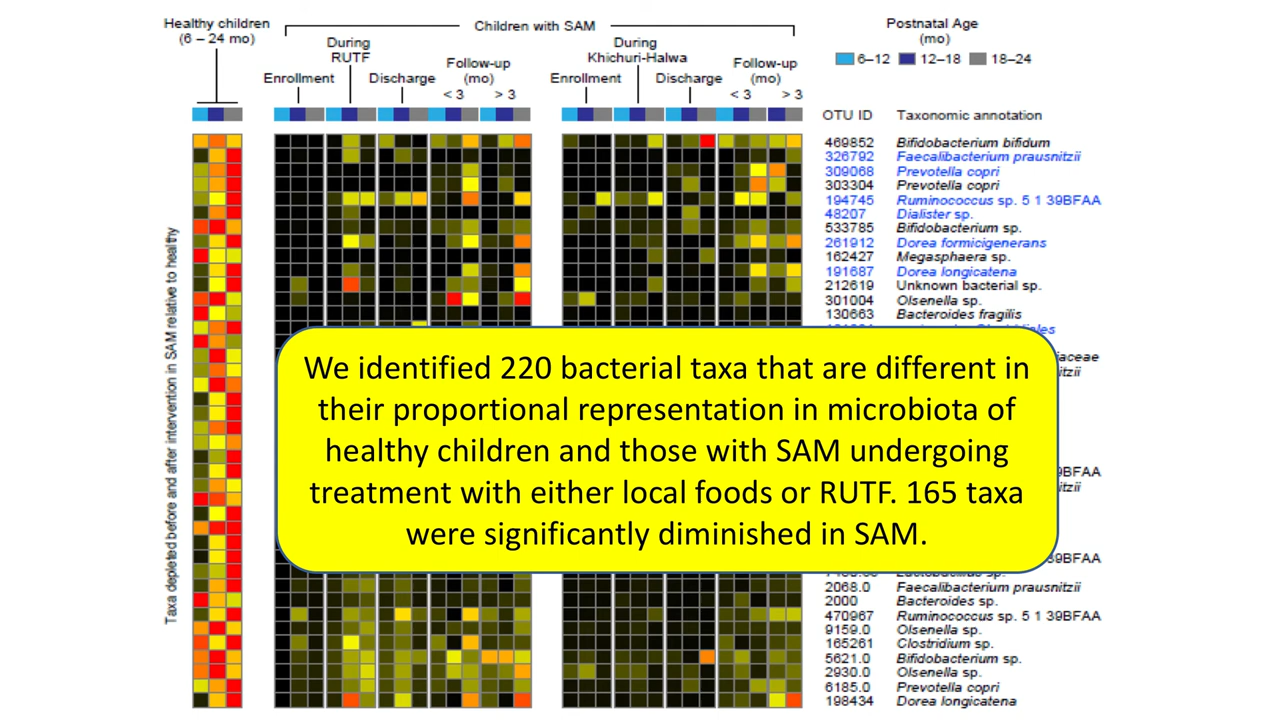 Healthy children
(6 – 24 mo)
Children with SAM
During
RUTF
Enrollment
Discharge
Follow-up
(mo)
< 3
> 3
During
Khichuri-Halwa
Enrollment
Discharge
Follow-up
(mo)
< 3
> 3
Postnatal Age
(mo)
6–12
12–18
18–24
OTU ID Taxonomic annotation
469852 Bifidobacterium bifidum
326792 Faecalibacterium prausnitzii
309068 Prevotella copri
303304 Prevotella copri
194745 Ruminococcus sp. 5 1 39BFAA
48207 Dialister sp.
533785 Bifidobacterium sp.
261912 Dorea formicigenerans
162427 Megasphaera sp.
191687 Dorea longicatena
212619 Unknown bacterial sp.
301004 Olsenella sp.
130663 Bacteroides fragilis
Taxa depleted before and after intervention in SAM relative to healthy
We identified 220 bacterial taxa that are different in
their proportional representation in microbiota of
healthy children and those with SAM undergoing
treatment with either local foods or RUTF. 165 taxa
were significantly diminished in SAM.
2068.0 Faecalibacterium prausnitzii
2000 Bacteroides sp.
470967 Ruminococcus sp. 5 1 39BFAA
9159.0 Olsenella sp.
165261 Clostridium sp.
5621.0 Bifidobacterium sp.
2930.0 Olsenella sp.
6185.0 Prevotella copri
198434 Dorea longicatena